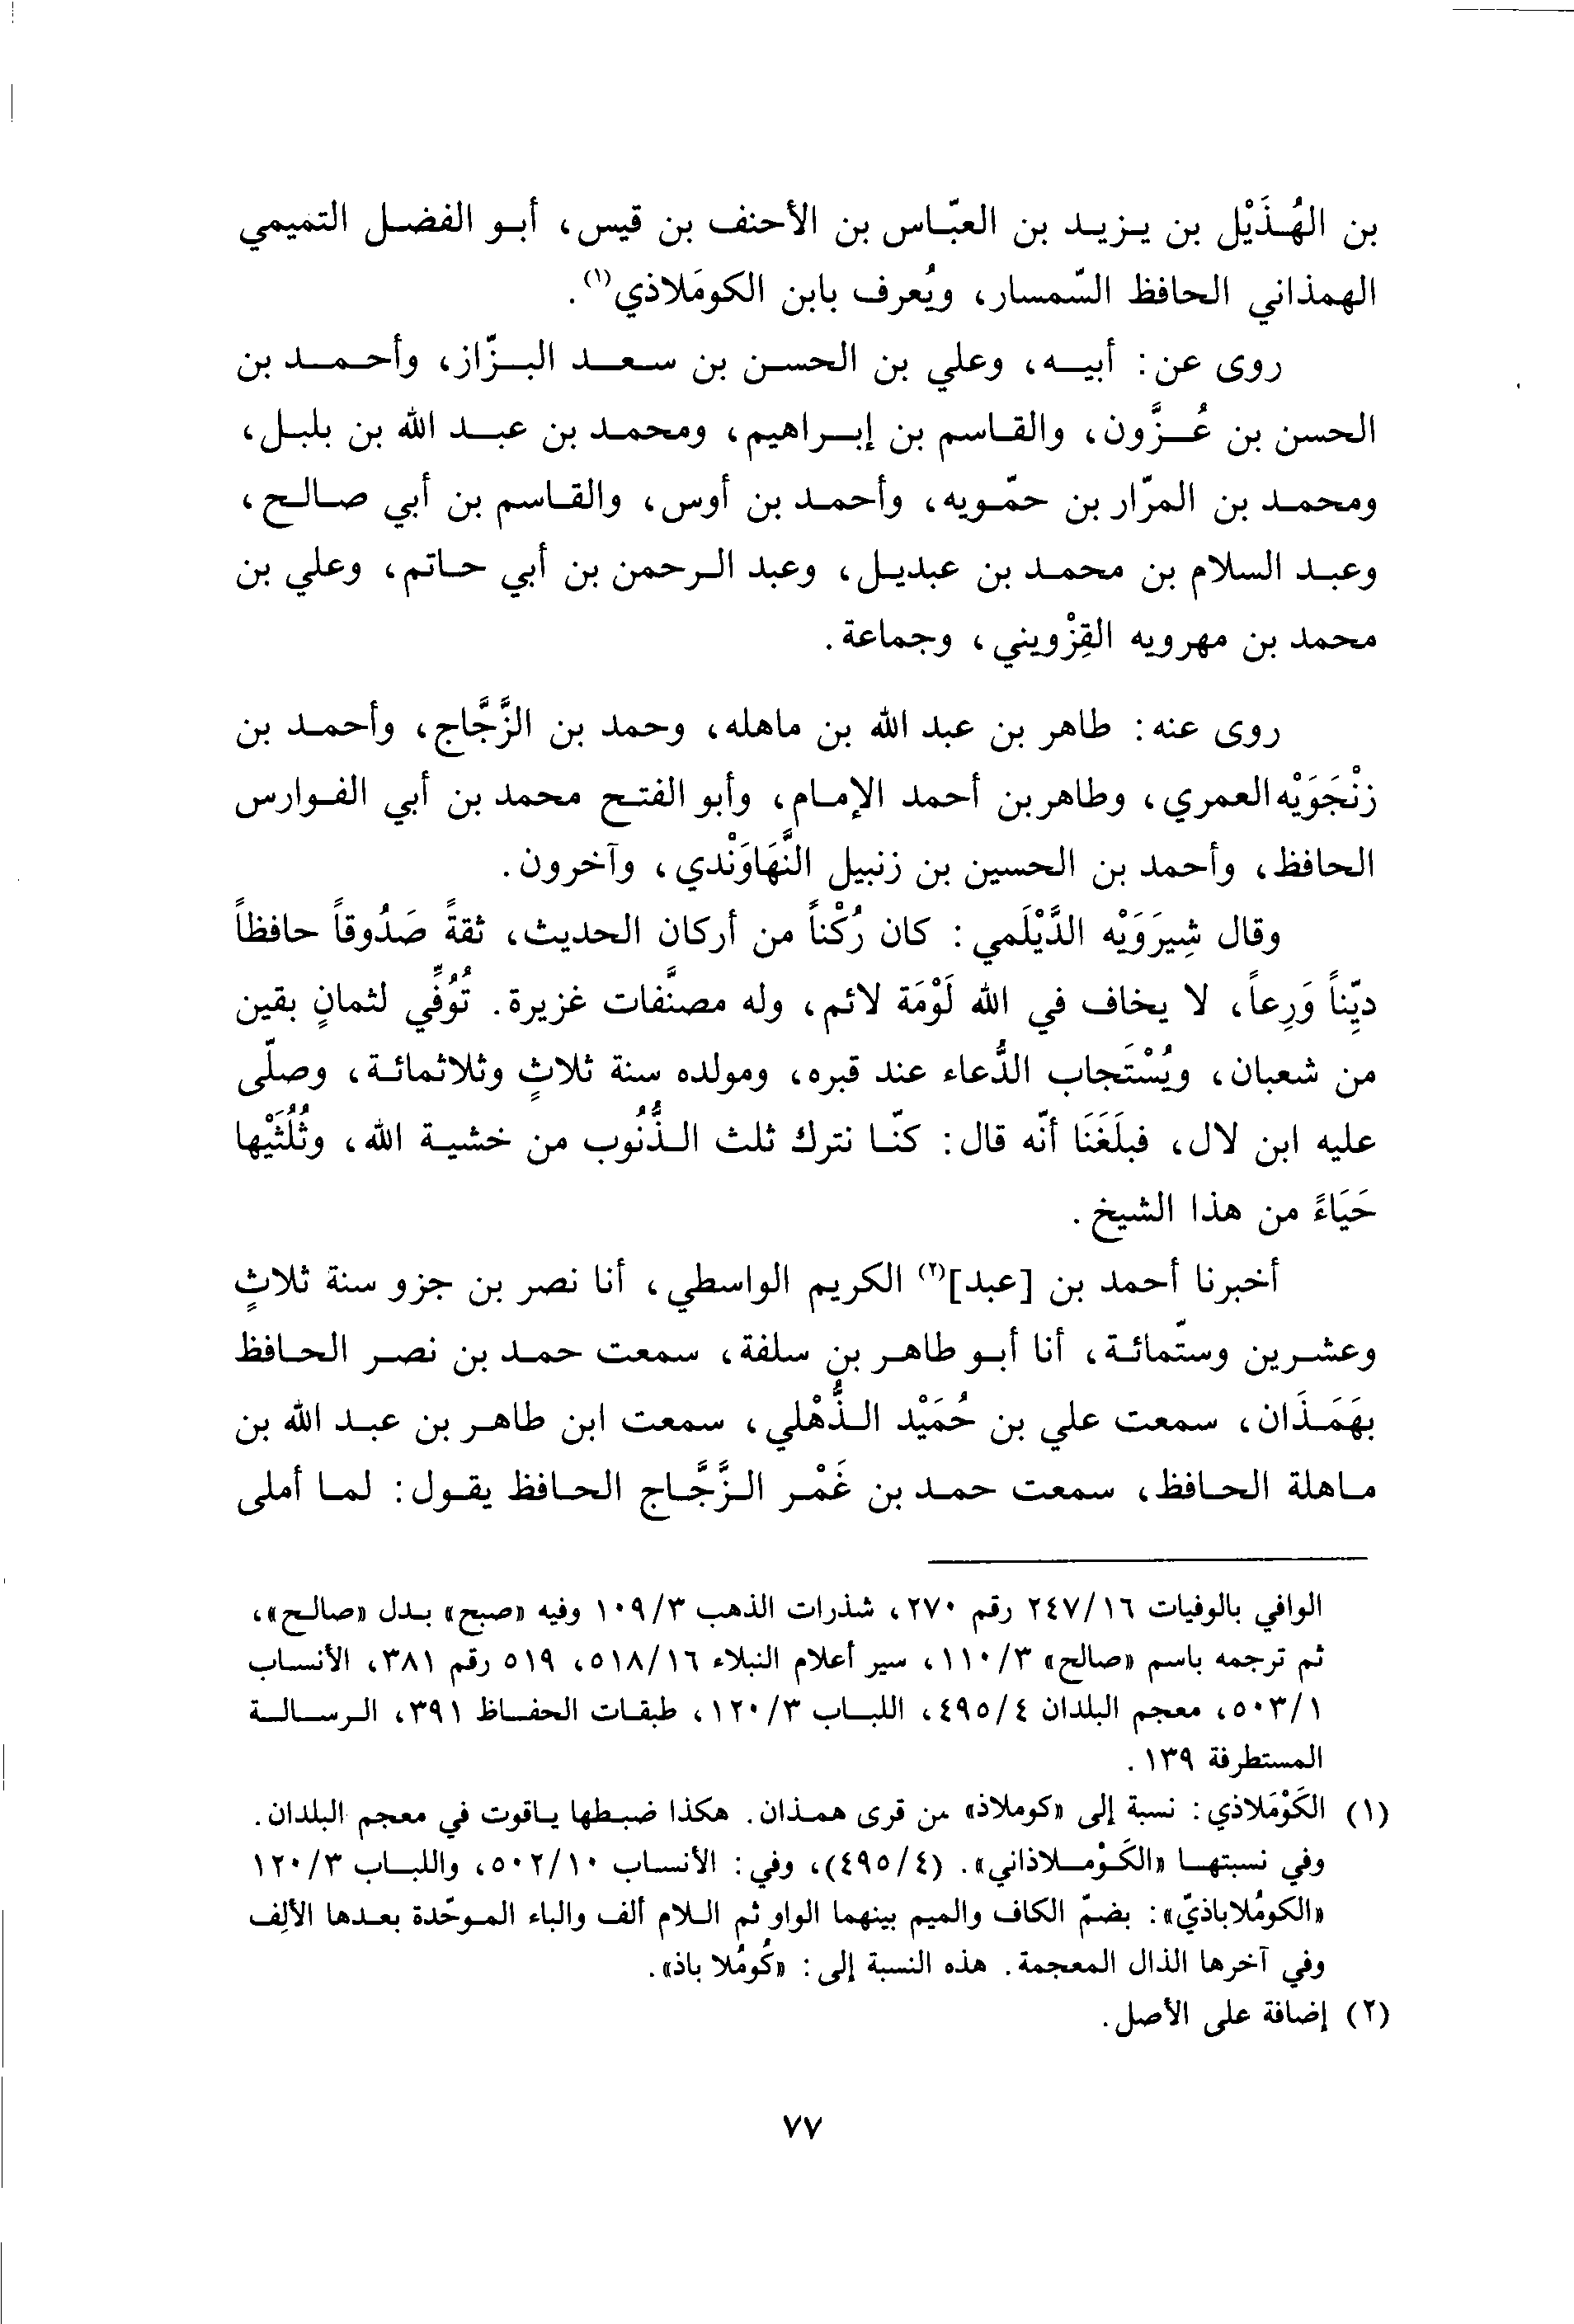 بن الهُذَيْل بن يزيد بن العبّاس بن الأحنف بن قيس، أبو الفضل التميمي
الهمذاني الحافظ السّمسار، ويُعرف بابن الكومَلاذي(١).
روى عن: أبيه، وعلي بن الحسن بن سعد البزّاز، وأحمد بن
الحسن بن عُزَّون، والقاسم بن إبراهيم، ومحمد بن عبد الله بن بلبل،
ومحمد بن المرّار بن حمّويه، وأحمد بن أوس، والقاسم بن أبي صالح،
وعبد السلام بن محمد بن عبديل، وعبد الرحمن بن أبي حاتم، وعلي بن
محمد بن مهرويه القِزْويني، وجماعة.
روى عنه: طاهر بن عبد الله بن ماهله، وحمد بن الزَّجَّاج، وأحمد بن
زنْجَوَيْه العمري، وطاهر بن أحمد الإمام، وأبو الفتح محمد بن أبي الفوارس
الحافظ، وأحمد بن الحسين بن زنبيل النَّهَاوَنْدي، وآخرون.
وقال شِيرَوَيْه الدَّيْلَمي: كان رُكْناً من أركان الحديث، ثقةً صَدُوقاً حافظاً
ديِّناً وَرِعاً، لا يخاف في الله لَوْمَة لائم، وله مصنَّفات غزيرة. تُوُفِّي لثمانٍ بقين
من شعبان، ويُسْتَجاب الدُّعاء عند قبره، ومولده سنة ثلاثٍ وثلاثمائة، وصلّى
عليه ابن لال، فبلَغَنَا أنّه قال: كنّا نترك ثلث الذُّنُوب من خشية الله، وثُلُثَيْها
حَيَاءً من هذا الشيخ.
أخبرنا أحمد بن [عبد](٢) الكريم الواسطي، أنا نصر بن جزو سنة ثلاثٍ
وعشرين وستّمائة، أنا أبو طاهر بن سلفة، سمعت حمد بن نصر الحافظ
بهَمَذَان، سمعت علي بن حُمَيْد الذُّهْلي، سمعت ابن طاهر بن عبد الله بن
ماهلة الحافظ، سمعت حمد بن عَمْر الزَّجَّاج الحافظ يقول: لما أملى
الوافي بالوفيات ٢٤٧/١٦ رقم ٢٧٠، شذرات الذهب ١٠٩/٣ وفيه «صبح» بدل «صالح»،
ثم ترجمه باسم «صالح» ١١٠/٣، سير أعلام النبلاء ٥١٨/١٦، ٥١٩ رقم ٣٨١، الأنساب
٥٠٣/١، معجم البلدان ٤٩٥/٤، اللباب ١٢٠/٣، طبقات الحفاظ ٣٩١، الرسالة
المستطرفة ١٣٩.
(١) الكَوْمَلاذي: نسبة إلى «كوملاذ» من قرى همذان. هكذا ضبطها ياقوت في معجم البلدان.
وفي نسبتها «الكَوْملاذاني». (٤٩٥/٤)، وفي: الأنساب ٥٠٢/١٠، واللباب ١٢٠/٣
«الكومُلاباذيّ»: بضمّ الكاف والميم بينهما الواو ثم اللام ألف والباء الموحّدة بعدها الألِف
وفي آخرها الذال المعجمة. هذه النسبة إلى: «كُومُلا باذ».
(٢) إضافة على الأصل.
٧٧